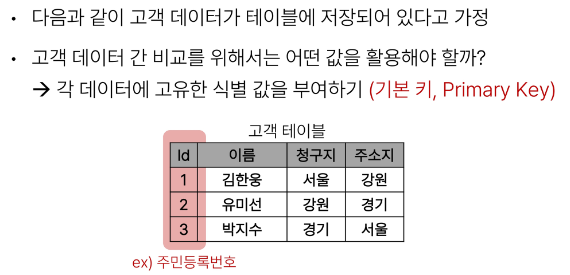 • 다음과 같이 고객 데이터가 테이블에 저장되어 있다고 가정
• 고객 데이터 간 비교를 위해서는 어떤 값을 활용해야 할까?
→ 각 데이터에 고유한 식별 값을 부여하기 (기본 키, Primary Key)
고객 테이블
Id 이름 청구지 주소지
1 김한웅 서울 강원
2 유미선 강원 경기
3 박지수 경기 서울
ex) 주민등록번호